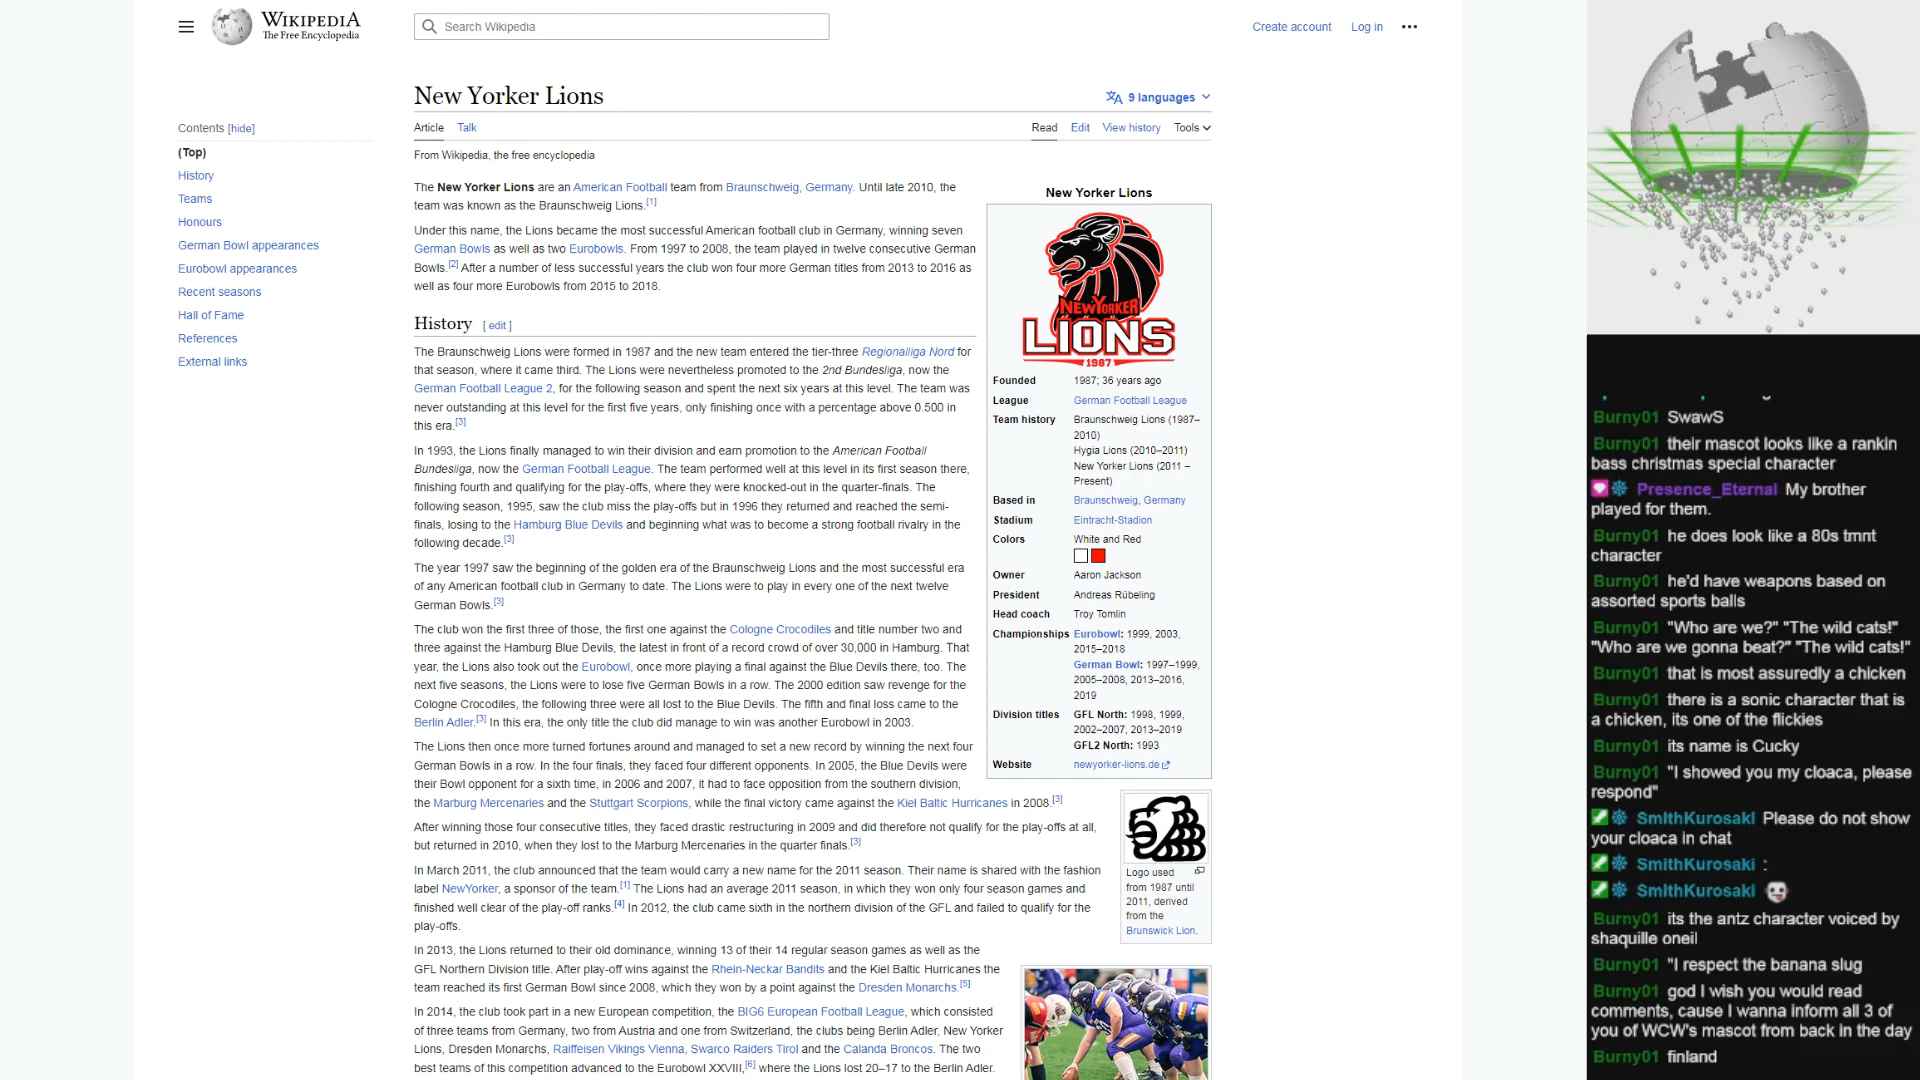 WIKIPEDIA
The Free Encyclopedia
Search Wikipedia
Create account
Log in
New Yorker Lions
9 languages
Article
Talk
Read
Edit
View history
Tools
From Wikipedia, the free encyclopedia
Contents [hide]
(Top)
History
Teams
Honours
German Bowl appearances
Eurobowl appearances
Recent seasons
Hall of Fame
References
External links
The New Yorker Lions are an American Football team from Braunschweig, Germany. Until late 2010, the
team was known as the Braunschweig Lions.[1]
Under this name, the Lions became the most successful American football club in Germany, winning seven
German Bowls as well as two Eurobowls. From 1997 to 2008, the team played in twelve consecutive German
Bowls.[2] After a number of less successful years the club won four more German titles from 2013 to 2016 as
well as four more Eurobowls from 2015 to 2018.
History [ edit ]
The Braunschweig Lions were formed in 1987 and the new team entered the tier-three Regionalliga Nord for
that season, where it came third. The Lions were nevertheless promoted to the 2nd Bundesliga, now the
German Football League 2, for the following season and spent the next six years at this level. The team was
never outstanding at this level for the first five years, only finishing once with a percentage above 0.500 in
this era.[3]
In 1993, the Lions finally managed to win their division and earn promotion to the American Football
Bundesliga, now the German Football League. The team performed well at this level in its first season there,
finishing fourth and qualifying for the play-offs, where they were knocked-out in the quarter-finals. The
following season, 1995, saw the club miss the play-offs but in 1996 they returned and reached the semi-
finals, losing to the Hamburg Blue Devils and beginning what was to become a strong football rivalry in the
following decade.[3]
The year 1997 saw the beginning of the golden era of the Braunschweig Lions and the most successful era
of any American football club in Germany to date. The Lions were to play in every one of the next twelve
German Bowls.[3]
The club won the first three of those, the first one against the Cologne Crocodiles and title number two and
three against the Hamburg Blue Devils, the latest in front of a record crowd of over 30,000 in Hamburg. That
year, the Lions also took out the Eurobowl, once more playing a final against the Blue Devils there, too. The
next five seasons, the Lions were to lose five German Bowls in a row. The 2000 edition saw revenge for the
Cologne Crocodiles, the following three were all lost to the Blue Devils. The fifth and final loss came to the
Berlin Adler.[3] In this era, the only title the club did manage to win was another Eurobowl in 2003.
The Lions then once more turned fortunes around and managed to set a new record by winning the next four
German Bowls in a row. In the four finals, they faced four different opponents. In 2005, the Blue Devils were
their Bowl opponent for a sixth time, in 2006 and 2007, it had to face opposition from the southern division,
the Marburg Mercenaries and the Stuttgart Scorpions, while the final victory came against the Kiel Baltic Hurricanes in 2008.[3]
After winning those four consecutive titles, they faced drastic restructuring in 2009 and did therefore not qualify for the play-offs at all,
but returned in 2010, when they lost to the Marburg Mercenaries in the quarter finals.[3]
In March 2011, the club announced that the team would carry a new name for the 2011 season. Their name is shared with the fashion
label NewYorker, a sponsor of the team.[1] The Lions had an average 2011 season, in which they won only four season games and
finished well clear of the play-off ranks.[4] In 2012, the club came sixth in the northern division of the GFL and failed to qualify for the
play-offs.
In 2013, the Lions returned to their old dominance, winning 13 of their 14 regular season games as well as the
GFL Northern Division title. After play-off wins against the Rhein-Neckar Bandits and the Kiel Baltic Hurricanes the
team reached its first German Bowl since 2008, which they won by a point against the Dresden Monarchs.[5]
In 2014, the club took part in a new European competition, the BIG6 European Football League, which consisted
of three teams from Germany, two from Austria and one from Switzerland, the clubs being Berlin Adler, New Yorker
Lions, Dresden Monarchs, Raiffeisen Vikings Vienna, Swarco Raiders Tirol and the Calanda Broncos. The two
best teams of this competition advanced to the Eurobowl XXVIII,[6] where the Lions lost 20–17 to the Berlin Adler.
New Yorker Lions
NEWYORKER
LIONS
1987
Founded 1987; 36 years ago
League German Football League
Team history Braunschweig Lions (1987–
2010)
Hygia Lions (2010–2011)
New Yorker Lions (2011 –
Present)
Based in Braunschweig, Germany
Stadium Eintracht-Stadion
Colors White and Red
Owner Aaron Jackson
President Andreas Rübeling
Head coach Troy Tomlin
Championships Eurobowl: 1999, 2003,
2015–2018
German Bowl: 1997–1999,
2005–2008, 2013–2016,
2019
Division titles GFL North: 1998, 1999,
2002–2007, 2013–2019
GFL2 North: 1993
Website newyorker-lions.de
Logo used
from 1987 until
2011, derived
from the
Brunswick Lion.
Burny01 SwawS
Burny01 their mascot looks like a rankin
bass christmas special character
Presence_Eternal My brother
played for them.
Burny01 he does look like a 80s tmnt
character
Burny01 he'd have weapons based on
assorted sports balls
Burny01 "Who are we?" "The wild cats!"
"Who are we gonna beat?" "The wild cats!"
Burny01 that is most assuredly a chicken
Burny01 there is a sonic character that is
a chicken, its one of the flickies
Burny01 its name is Cucky
Burny01 "I showed you my cloaca, please
respond"
SmithKurosaki Please do not show
your cloaca in chat
SmithKurosaki :
SmithKurosaki
Burny01 its the antz character voiced by
shaquille oneil
Burny01 "I respect the banana slug
Burny01 god I wish you would read
comments, cause I wanna inform all 3 of
you of WCW's mascot from back in the day
Burny01 finland